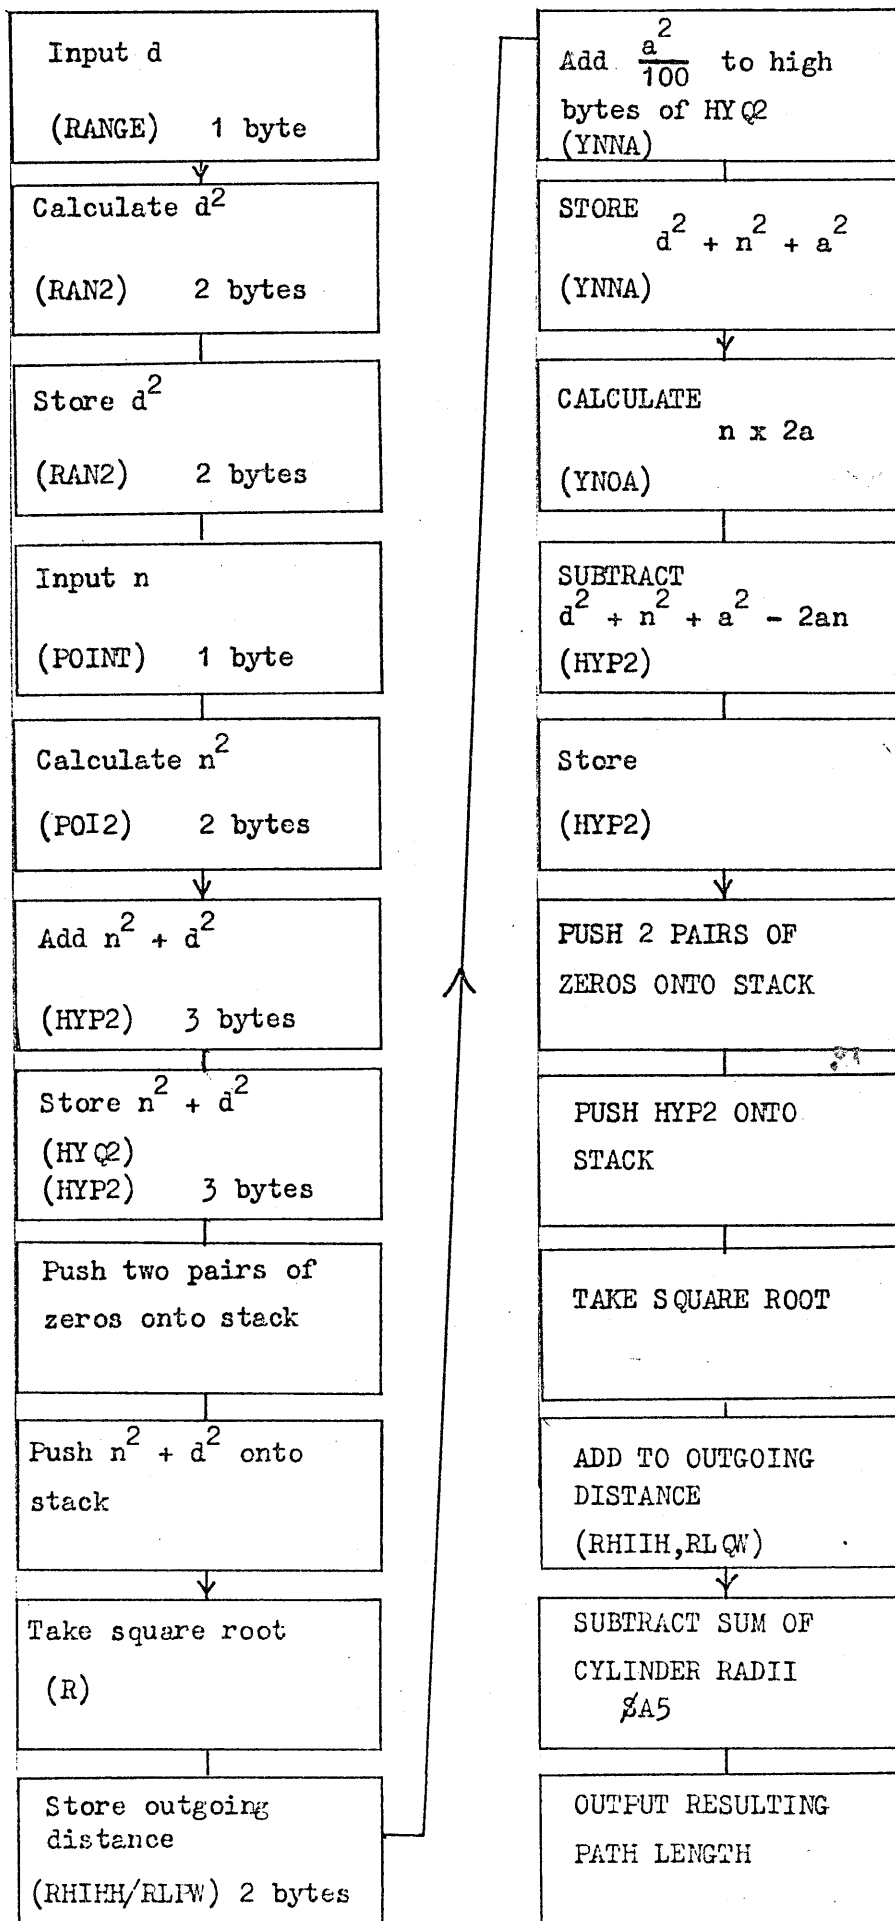 Input d
(RANGE) 1 byte
Calculate d²
(RAN2) 2 bytes
Store d²
(RAN2) 2 bytes
Input n
(POINT) 1 byte
Calculate n²
(POI2) 2 bytes
Add n² + d²
(HYP2) 3 bytes
Store n² + d²
(HYQ2)
(HYP2) 3 bytes
Push two pairs of
zeros onto stack
Push n² + d² onto
stack
Take square root
(R)
Store outgoing
distance
(RHIHH/RLPW) 2 bytes
Add a²/100 to high
bytes of HYQ2
(YNNA)
STORE
d² + n² + a²
(YNNA)
CALCULATE
n x 2a
(YNOA)
SUBTRACT
d² + n² + a² - 2an
(HYP2)
Store
(HYP2)
PUSH 2 PAIRS OF
ZEROS ONTO STACK
PUSH HYP2 ONTO
STACK
TAKE SQUARE ROOT
ADD TO OUTGOING
DISTANCE
(RHIIH,RLQW)
SUBTRACT SUM OF
CYLINDER RADII
$A5
OUTPUT RESULTING
PATH LENGTH